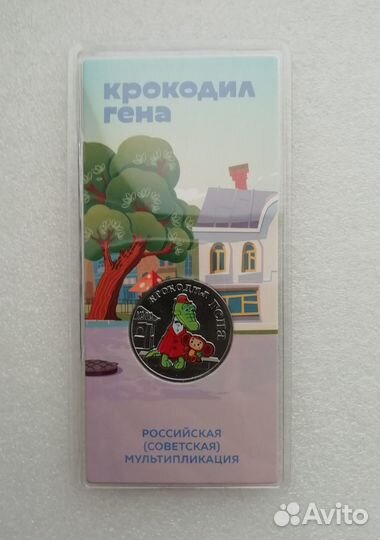 крокодил
гена
КРОКОДИЛ ГЕНА
РОССИЙСКАЯ
(СОВЕТСКАЯ)
МУЛЬТИПЛИКАЦИЯ
Avito